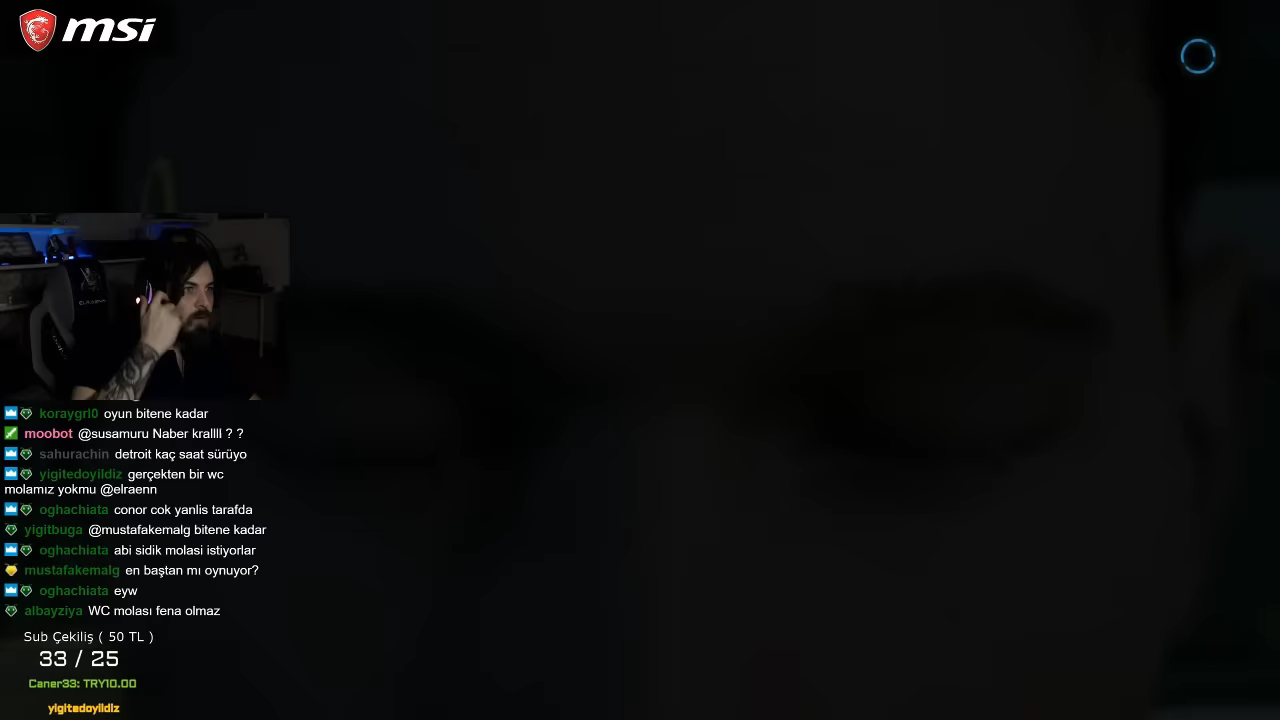 msi
koraygrl0 oyun bitene kadar
moobot @susamuru Naber krallll ? ?
sahurachin detroit kaç saat sürüyo
yigitedoyildiz gerçekten bir wc
molamız yokmu @elraenn
oghachiata conor cok yanlis tarafda
yigitbuga @mustafakemalg bitene kadar
oghachiata abi sidik molasi istiyorlar
mustafakemalg en baştan mı oynuyor?
oghachiata eyw
albayziya WC molası fena olmaz
Sub Çekiliş ( 50 TL )
33 / 25
Caner33: TRY10.00
yigitedoyildiz